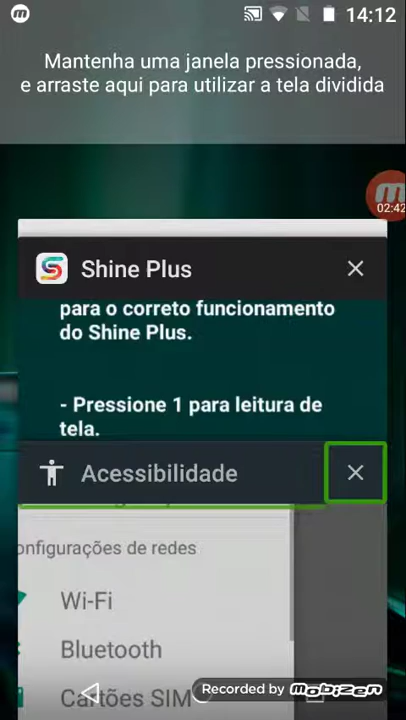 14:12
Mantenha uma janela pressionada,
e arraste aqui para utilizar a tela dividida
02:42
Shine Plus
para o correto funcionamento
do Shine Plus.
- Pressione 1 para leitura de
tela.
Acessibilidade
onfigurações de redes
Wi-Fi
Bluetooth
Cartões SIM
Recorded by mobizen